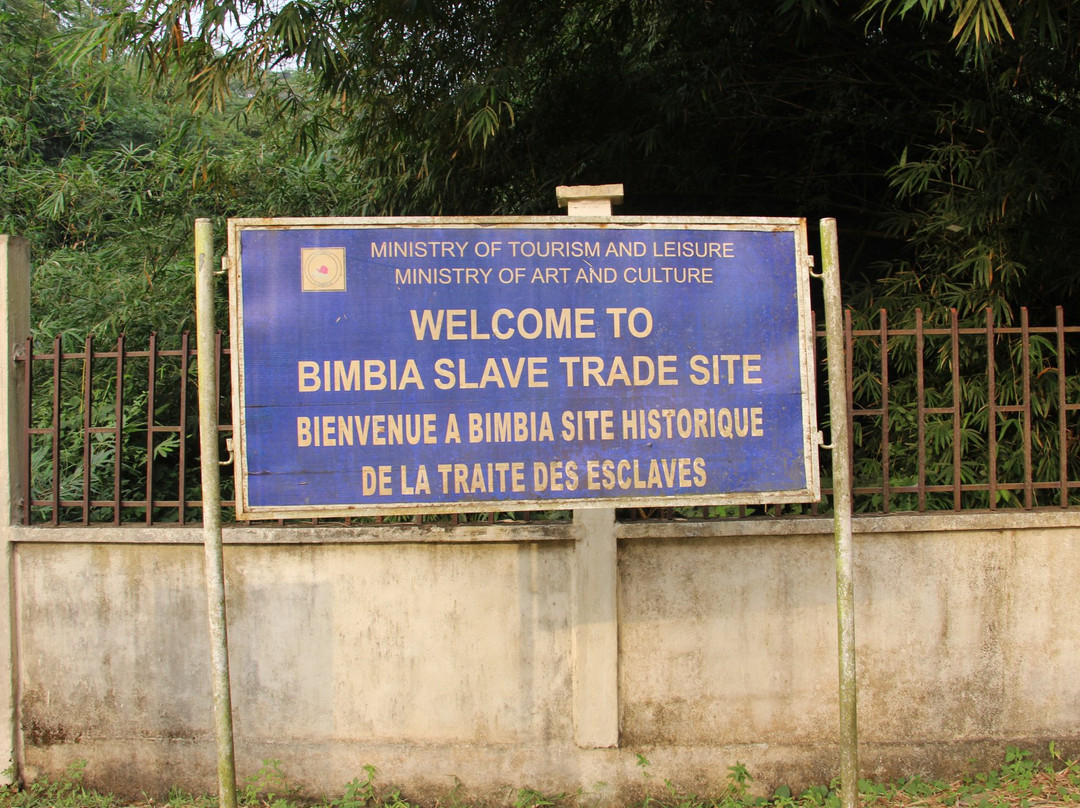 MINISTRY OF TOURISM AND LEISURE
MINISTRY OF ART AND CULTURE
WELCOME TO
BIMBIA SLAVE TRADE SITE
BIENVENUE A BIMBIA SITE HISTORIQUE
DE LA TRAITE DES ESCLAVES